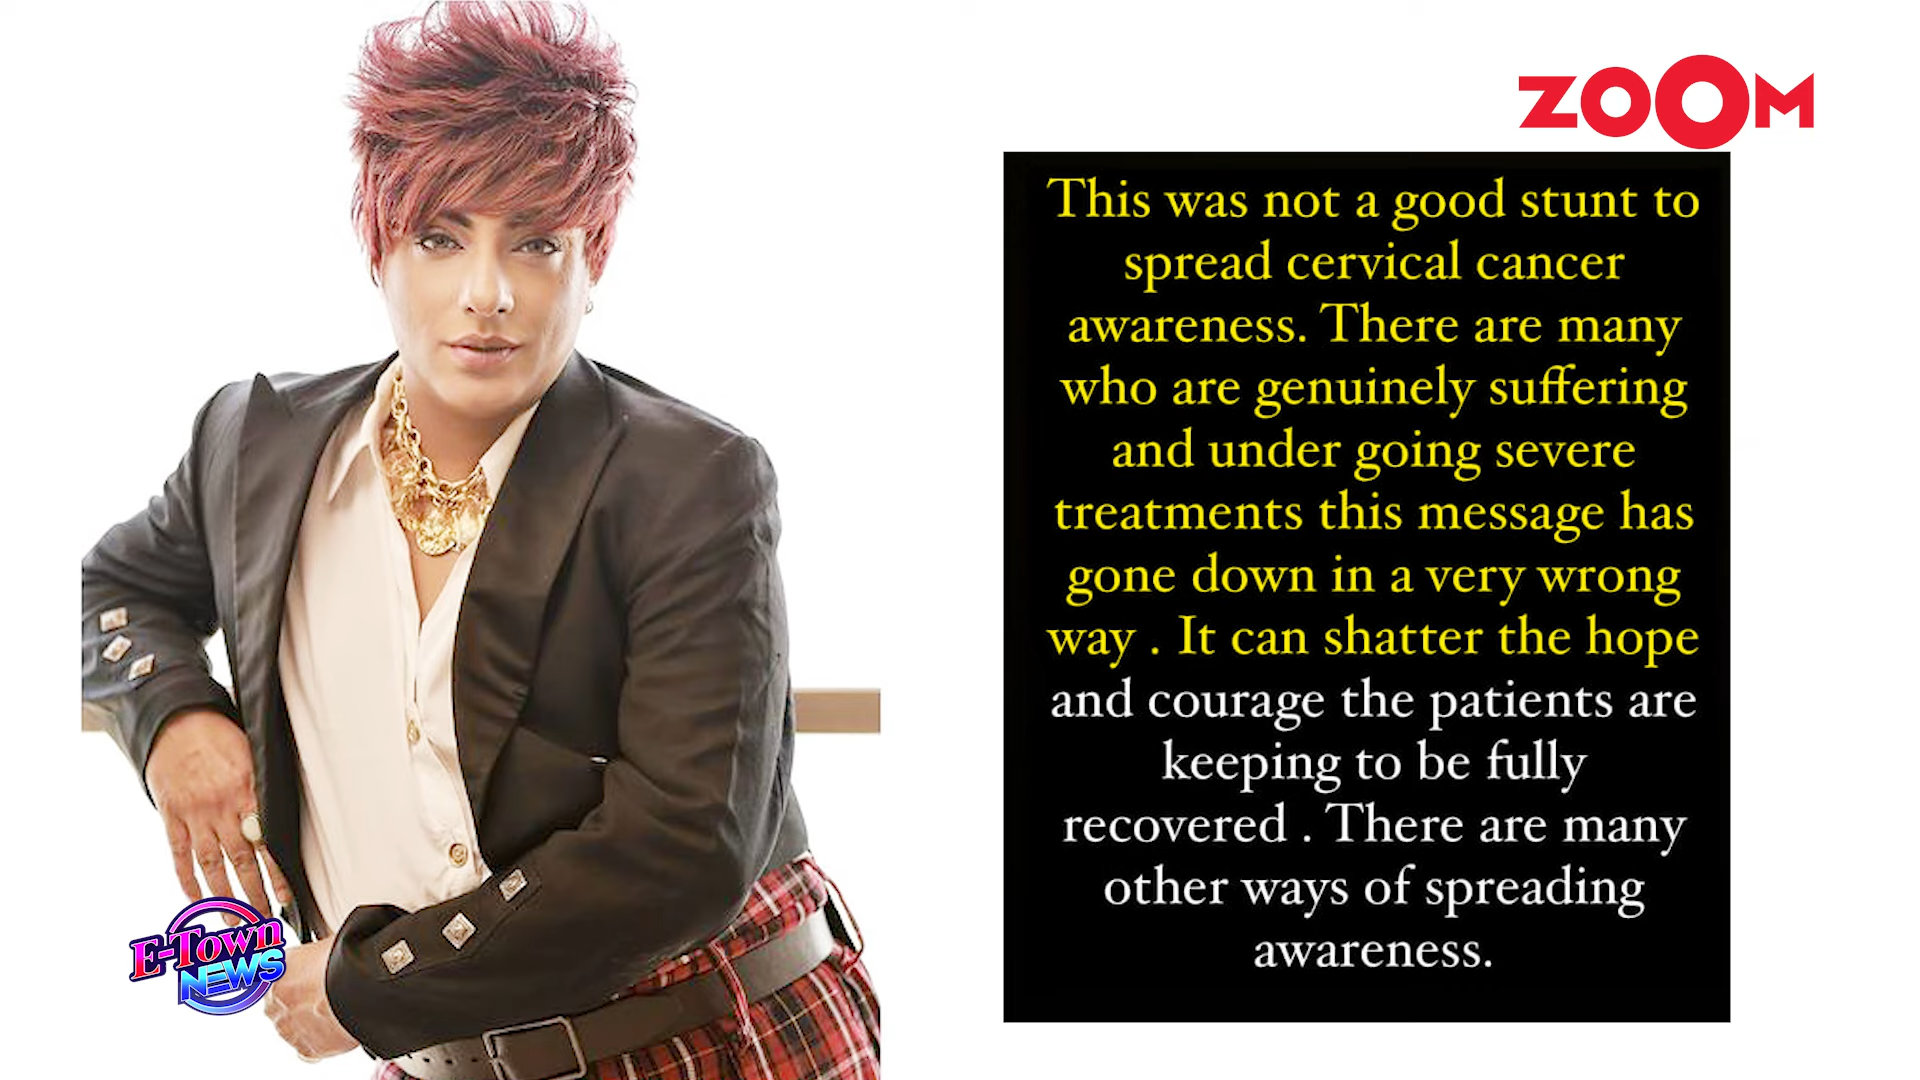 ZOOM
This was not a good stunt to
spread cervical cancer
awareness. There are many
who are genuinely suffering
and under going severe
treatments this message has
gone down in a very wrong
way . It can shatter the hope
and courage the patients are
keeping to be fully
recovered . There are many
other ways of spreading
awareness.
E-Town
NEWS